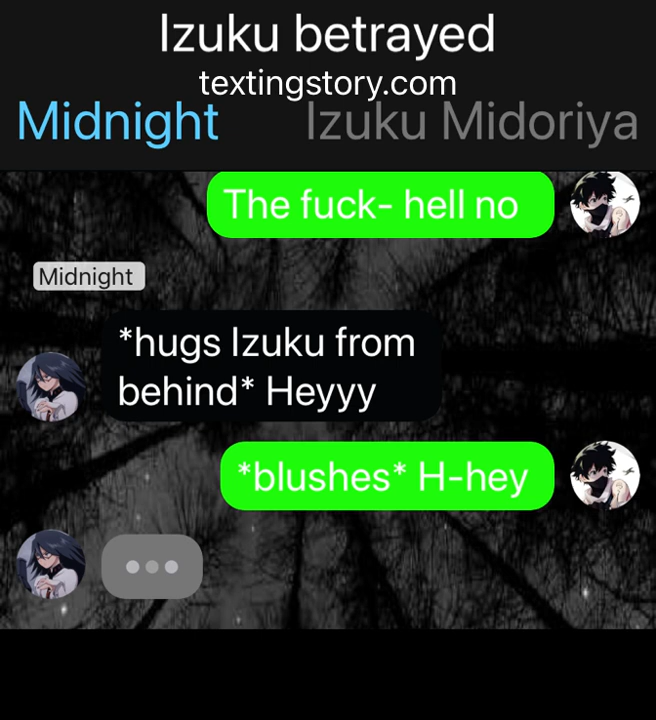 Izuku betrayed
textingstory.com
Midnight Izuku Midoriya
The fuck- hell no
Midnight
*hugs Izuku from
behind* Heyyy
*blushes* H-hey